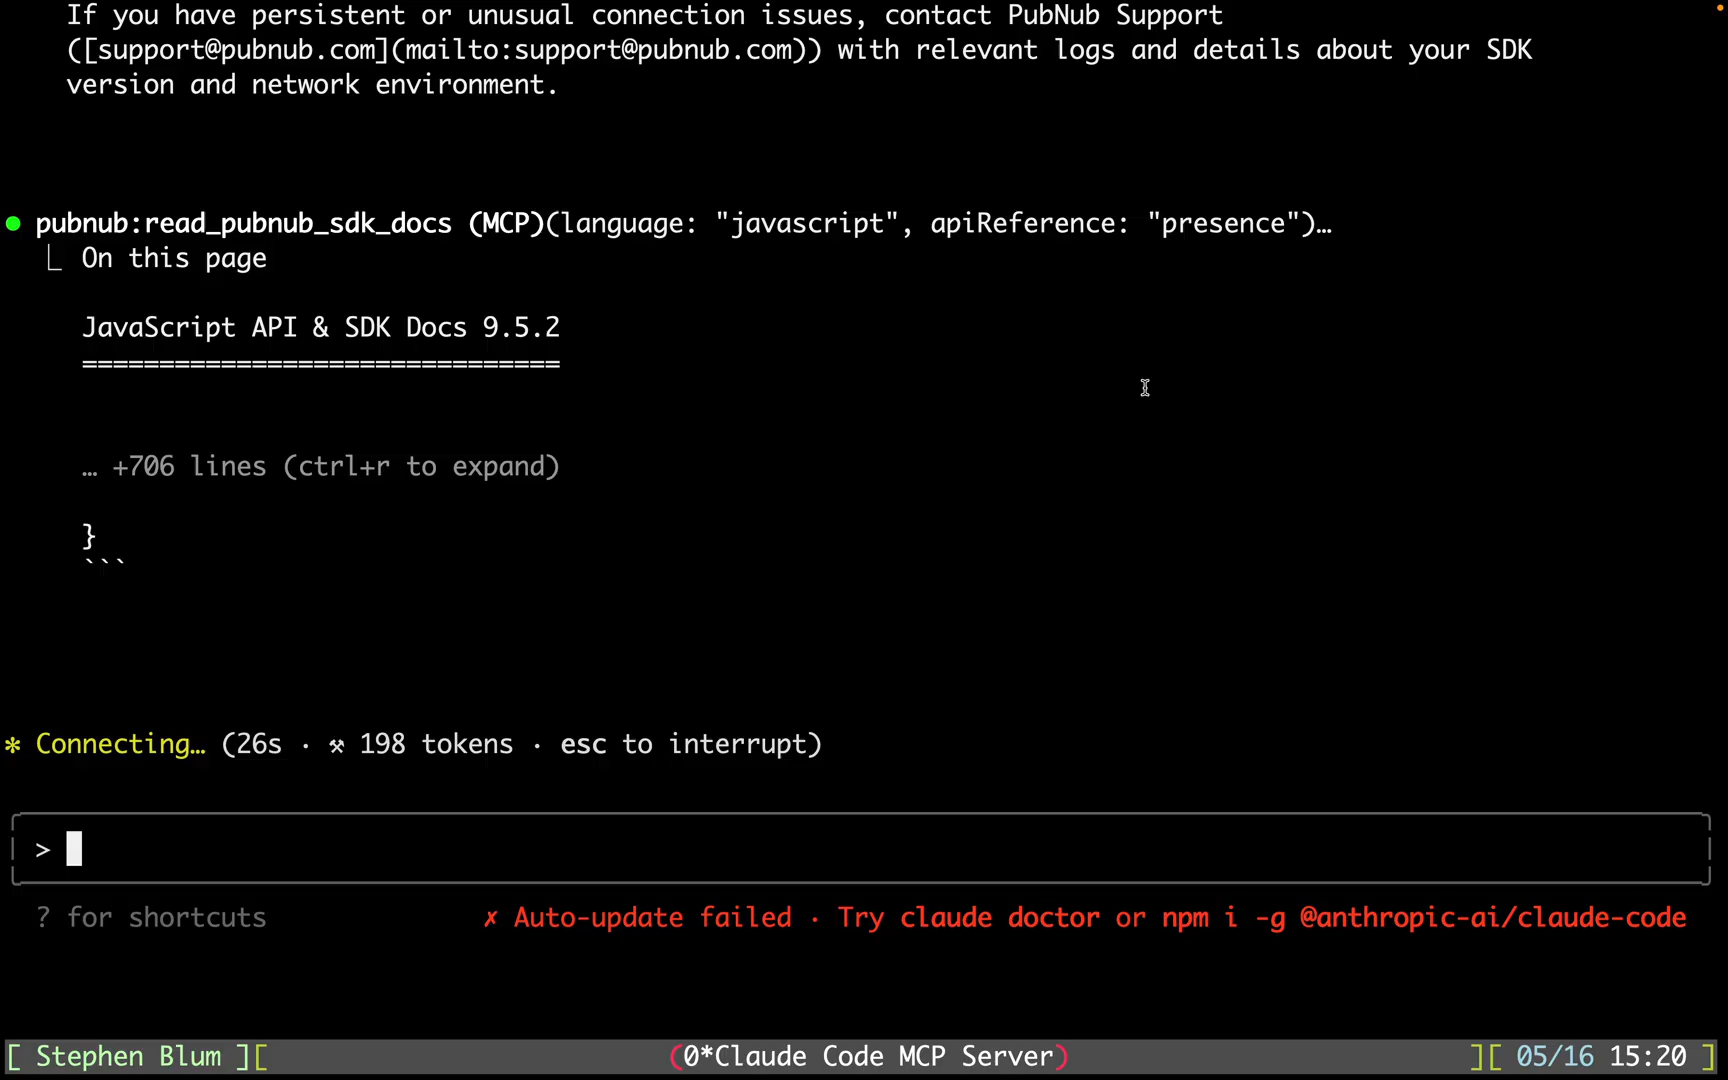 If you have persistent or unusual connection issues, contact PubNub Support
([support@pubnub.com](mailto:support@pubnub.com)) with relevant logs and details about your SDK
version and network environment.
● pubnub:read_pubnub_sdk_docs (MCP)(language: "javascript", apiReference: "presence")…
⎿ On this page
JavaScript API & SDK Docs 9.5.2
===============================
… +706 lines (ctrl+r to expand)
}
```
✻ Connecting… (26s · ⚒ 198 tokens · esc to interrupt)
>
? for shortcuts ✗ Auto-update failed · Try claude doctor or npm i -g @anthropic-ai/claude-code
[ Stephen Blum ][ (0*Claude Code MCP Server) ][ 05/16 15:20 ]